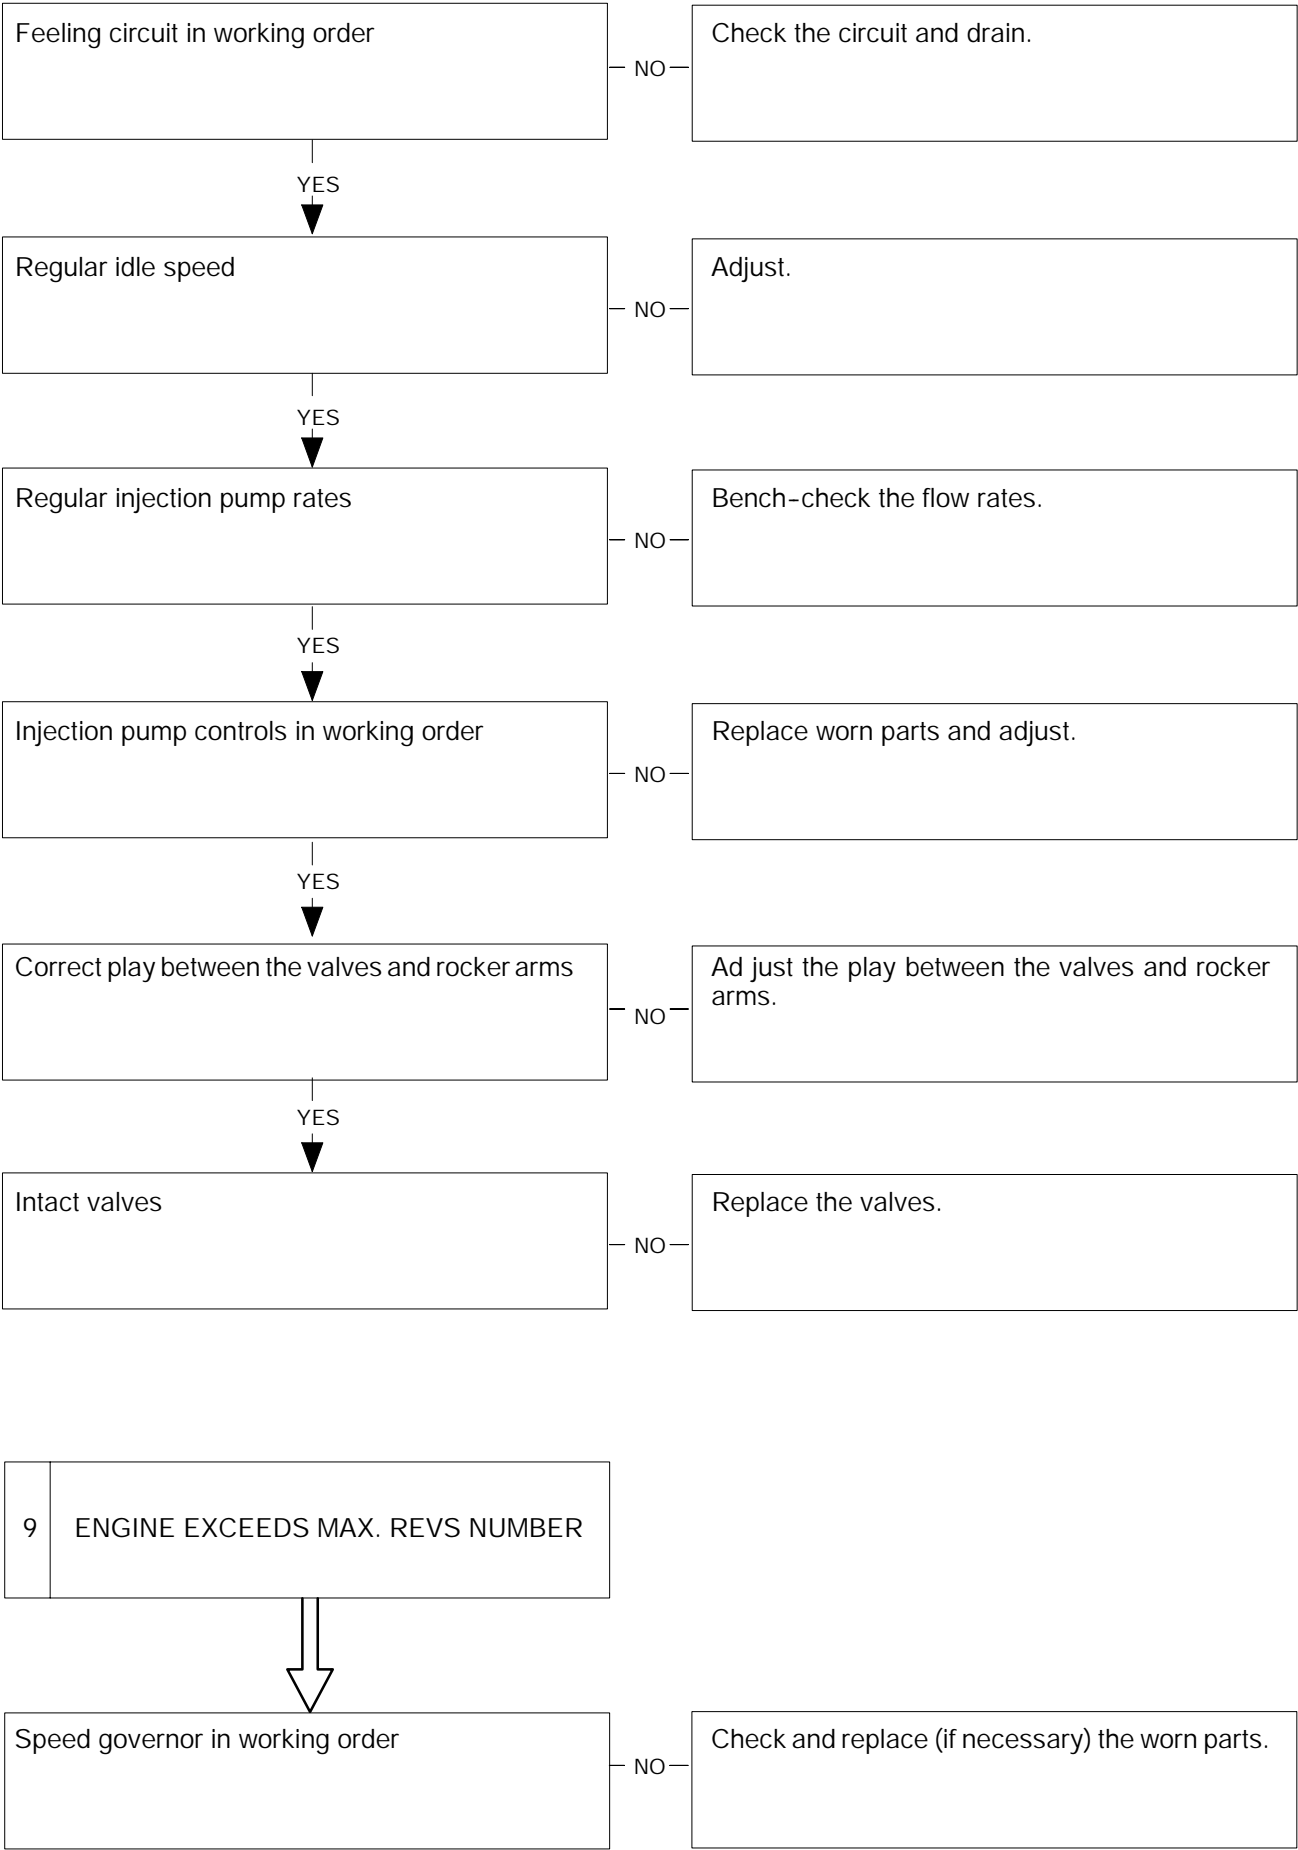 Feeling circuit in working order
NO
Check the circuit and drain.
YES
Regular idle speed
NO
Adjust.
YES
Regular injection pump rates
NO
Bench-check the flow rates.
YES
Injection pump controls in working order
NO
Replace worn parts and adjust.
YES
Correct play between the valves and rocker arms
NO
Ad just the play between the valves and rocker
arms.
YES
Intact valves
NO
Replace the valves.
9 ENGINE EXCEEDS MAX. REVS NUMBER
Speed governor in working order
NO
Check and replace (if necessary) the worn parts.